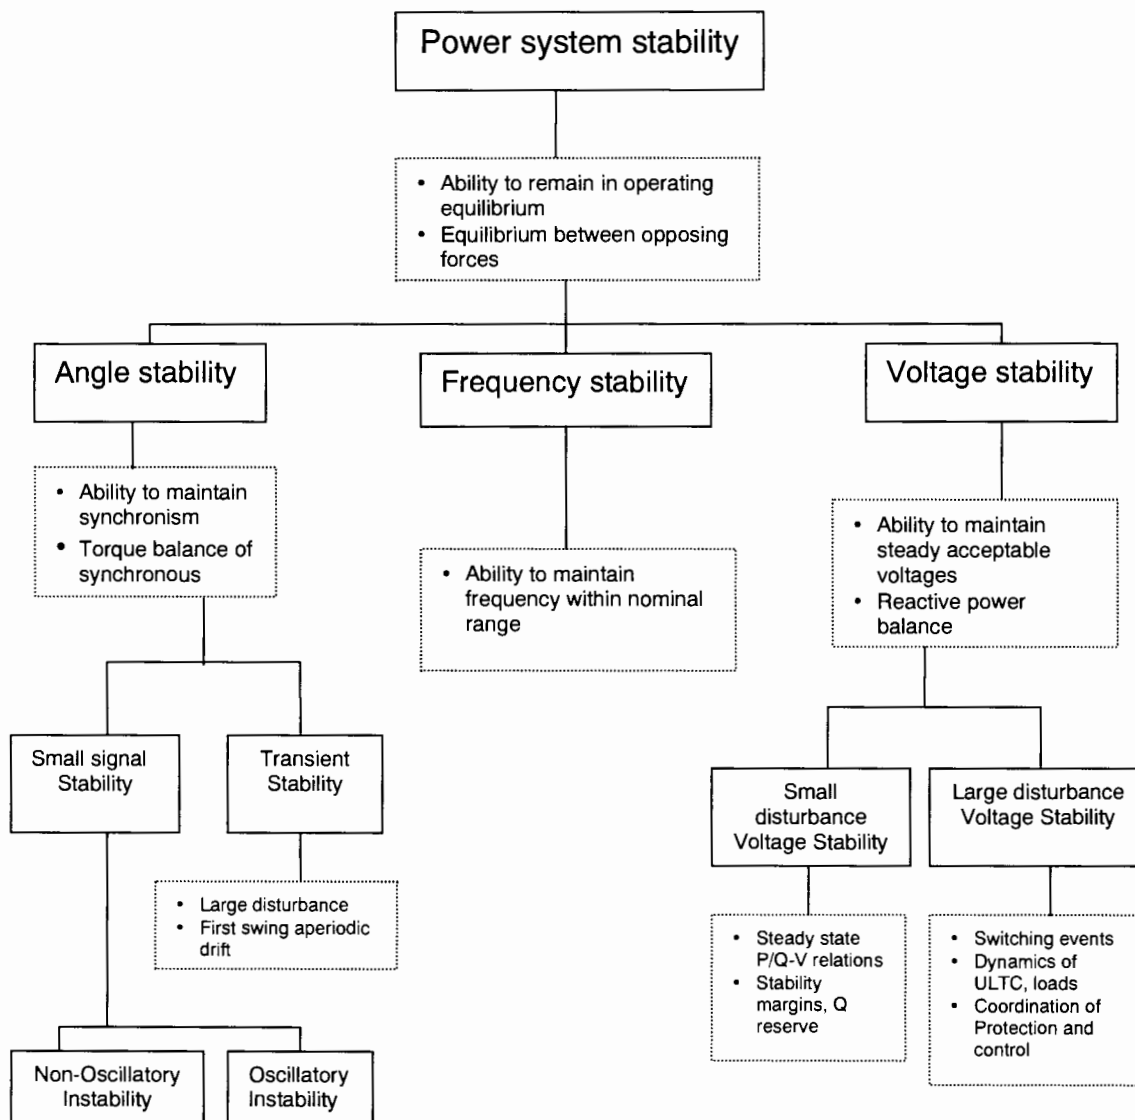 Power system stability
• Ability to remain in operating
equilibrium
• Equilibrium between opposing
forces
Angle stability
Frequency stability
Voltage stability
• Ability to maintain
synchronism
• Torque balance of
synchronous
• Ability to maintain
frequency within nominal
range
• Ability to maintain
steady acceptable
voltages
• Reactive power
balance
Small signal
Stability
Transient
Stability
Small
disturbance
Voltage Stability
Large disturbance
Voltage Stability
• Large disturbance
• First swing aperiodic
drift
• Steady state
P/Q-V relations
• Stability
margins, Q
reserve
• Switching events
• Dynamics of
ULTC, loads
• Coordination of
Protection and
control
Non-Oscillatory
Instability
Oscillatory
Instability